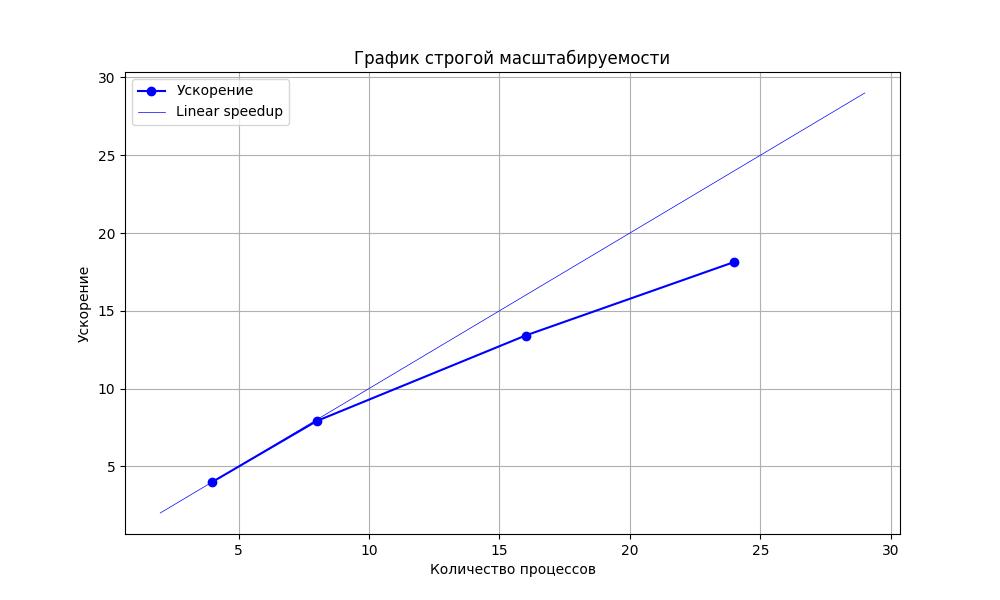 График строгой масштабируемости
Ускорение
Linear speedup
30
25
20
15
10
5
Ускорение
5
10
15
20
25
30
Количество процессов